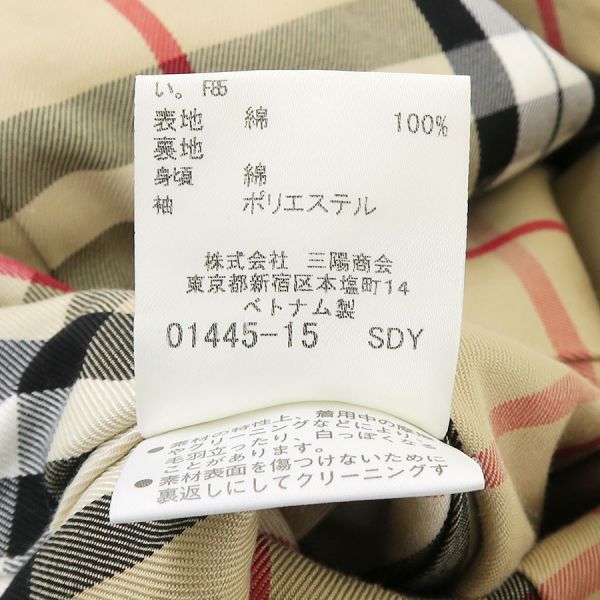 い。 F85
表地 綿 100%
裏地
身頃 綿
袖 ポリエステル
株式会社 三陽商会
東京都新宿区本塩町14
ベトナム製
01445-15 SDY
●素材の特性上、着用中の摩擦
やクリーニングなどにより
毛羽立ったり、白っぽくなる
ことがあります。
●素材表面を傷つけないために
裏返しにしてクリーニングす